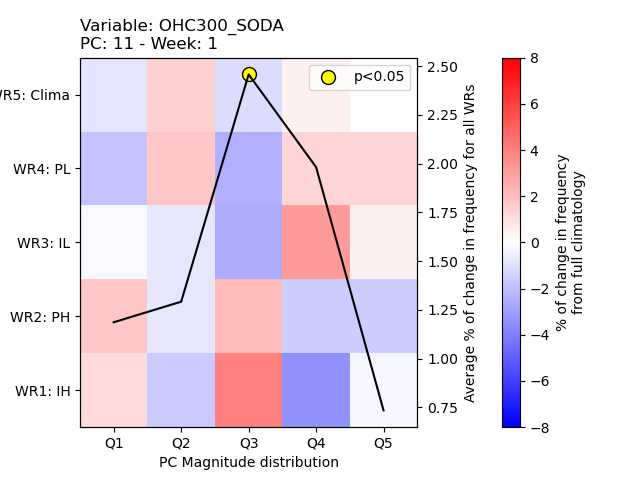 Variable: OHC300_SODA
PC: 11 - Week: 1
p<0.05
WR5: Clima
WR4: PL
WR3: IL
WR2: PH
WR1: IH
Q1 Q2 Q3 Q4 Q5
PC Magnitude distribution
2.50
2.25
2.00
1.75
1.50
1.25
1.00
0.75
Average % of change in frequency for all WRs
8
6
4
2
0
−2
−4
−6
−8
% of change in frequency
from full climatology